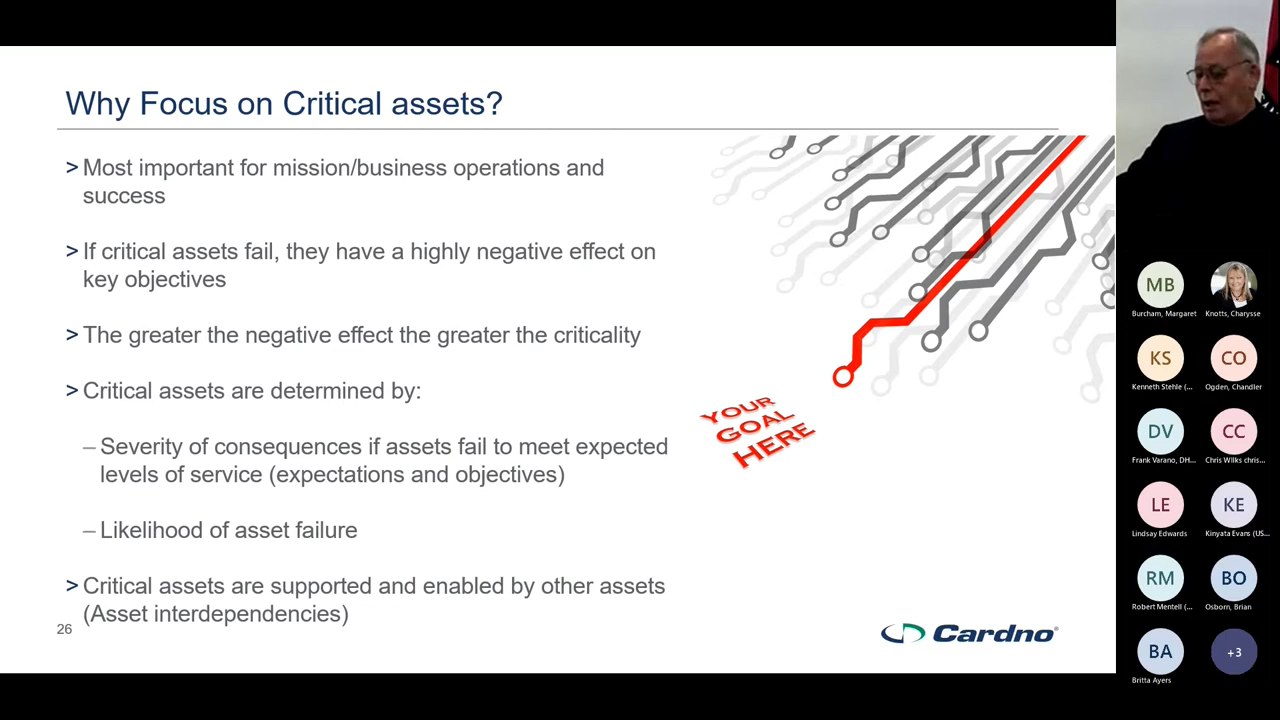 Why Focus on Critical assets?
> Most important for mission/business operations and
success
> If critical assets fail, they have a highly negative effect on
key objectives
> The greater the negative effect the greater the criticality
> Critical assets are determined by:
– Severity of consequences if assets fail to meet expected
levels of service (expectations and objectives)
– Likelihood of asset failure
> Critical assets are supported and enabled by other assets
(Asset interdependencies)
26
YOUR
GOAL
HERE
Cardno®
MB
Burcham, Margaret
Knotts, Charysse
KS
Kenneth Stehle (...
CO
Ogden, Chandler
DV
Frank Varano, DH...
CC
Chris Wilks chris...
LE
Lindsay Edwards
KE
Kinyata Evans (US...
RM
Robert Mentell (...
BO
Osborn, Brian
BA
Britta Ayers
+3